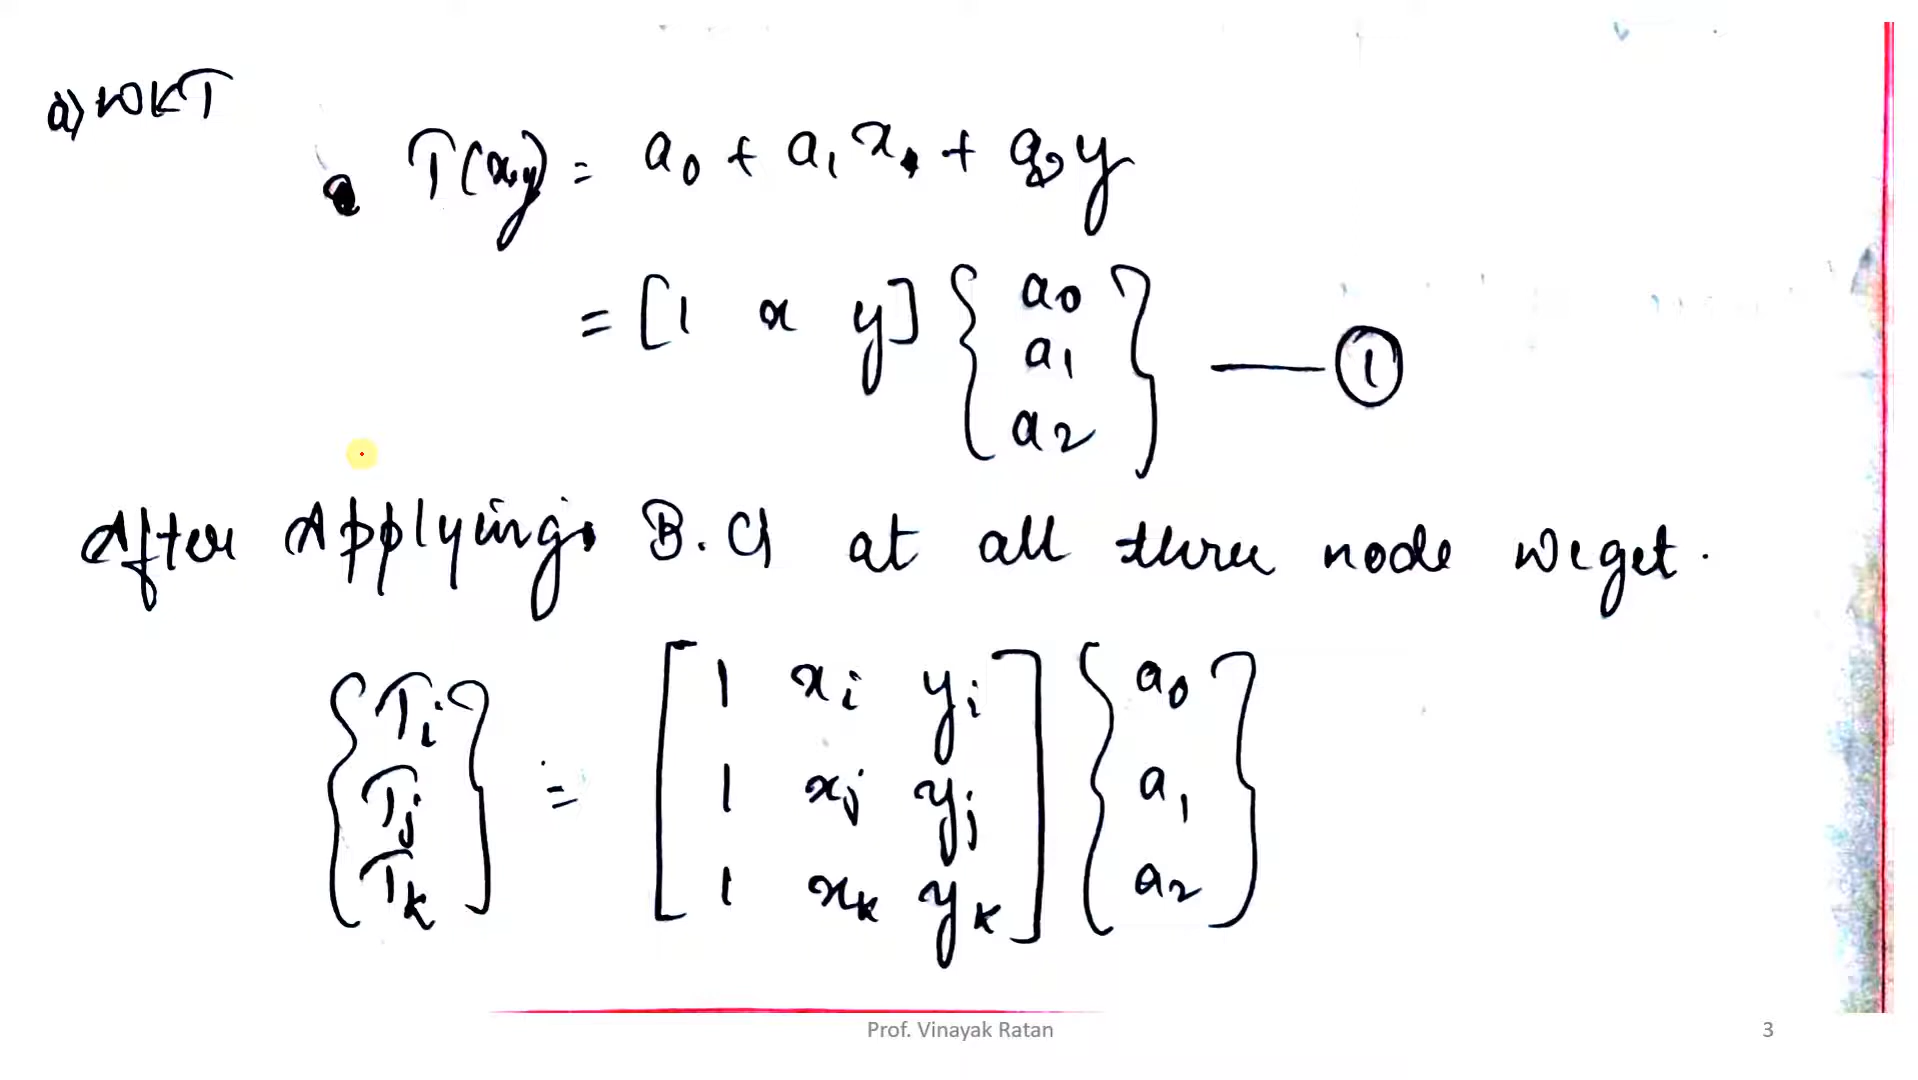 a) WKT
T(x,y) = a₀ + a₁x + a₂y
= [1 x y] {a₀ a₁ a₂} —— ①
After Applying B.Cs at all three node we get.
{Tᵢ Tⱼ Tₖ} = [1 xᵢ yᵢ
1 xⱼ yⱼ
1 xₖ yₖ] {a₀ a₁ a₂}
Prof. Vinayak Ratan 3